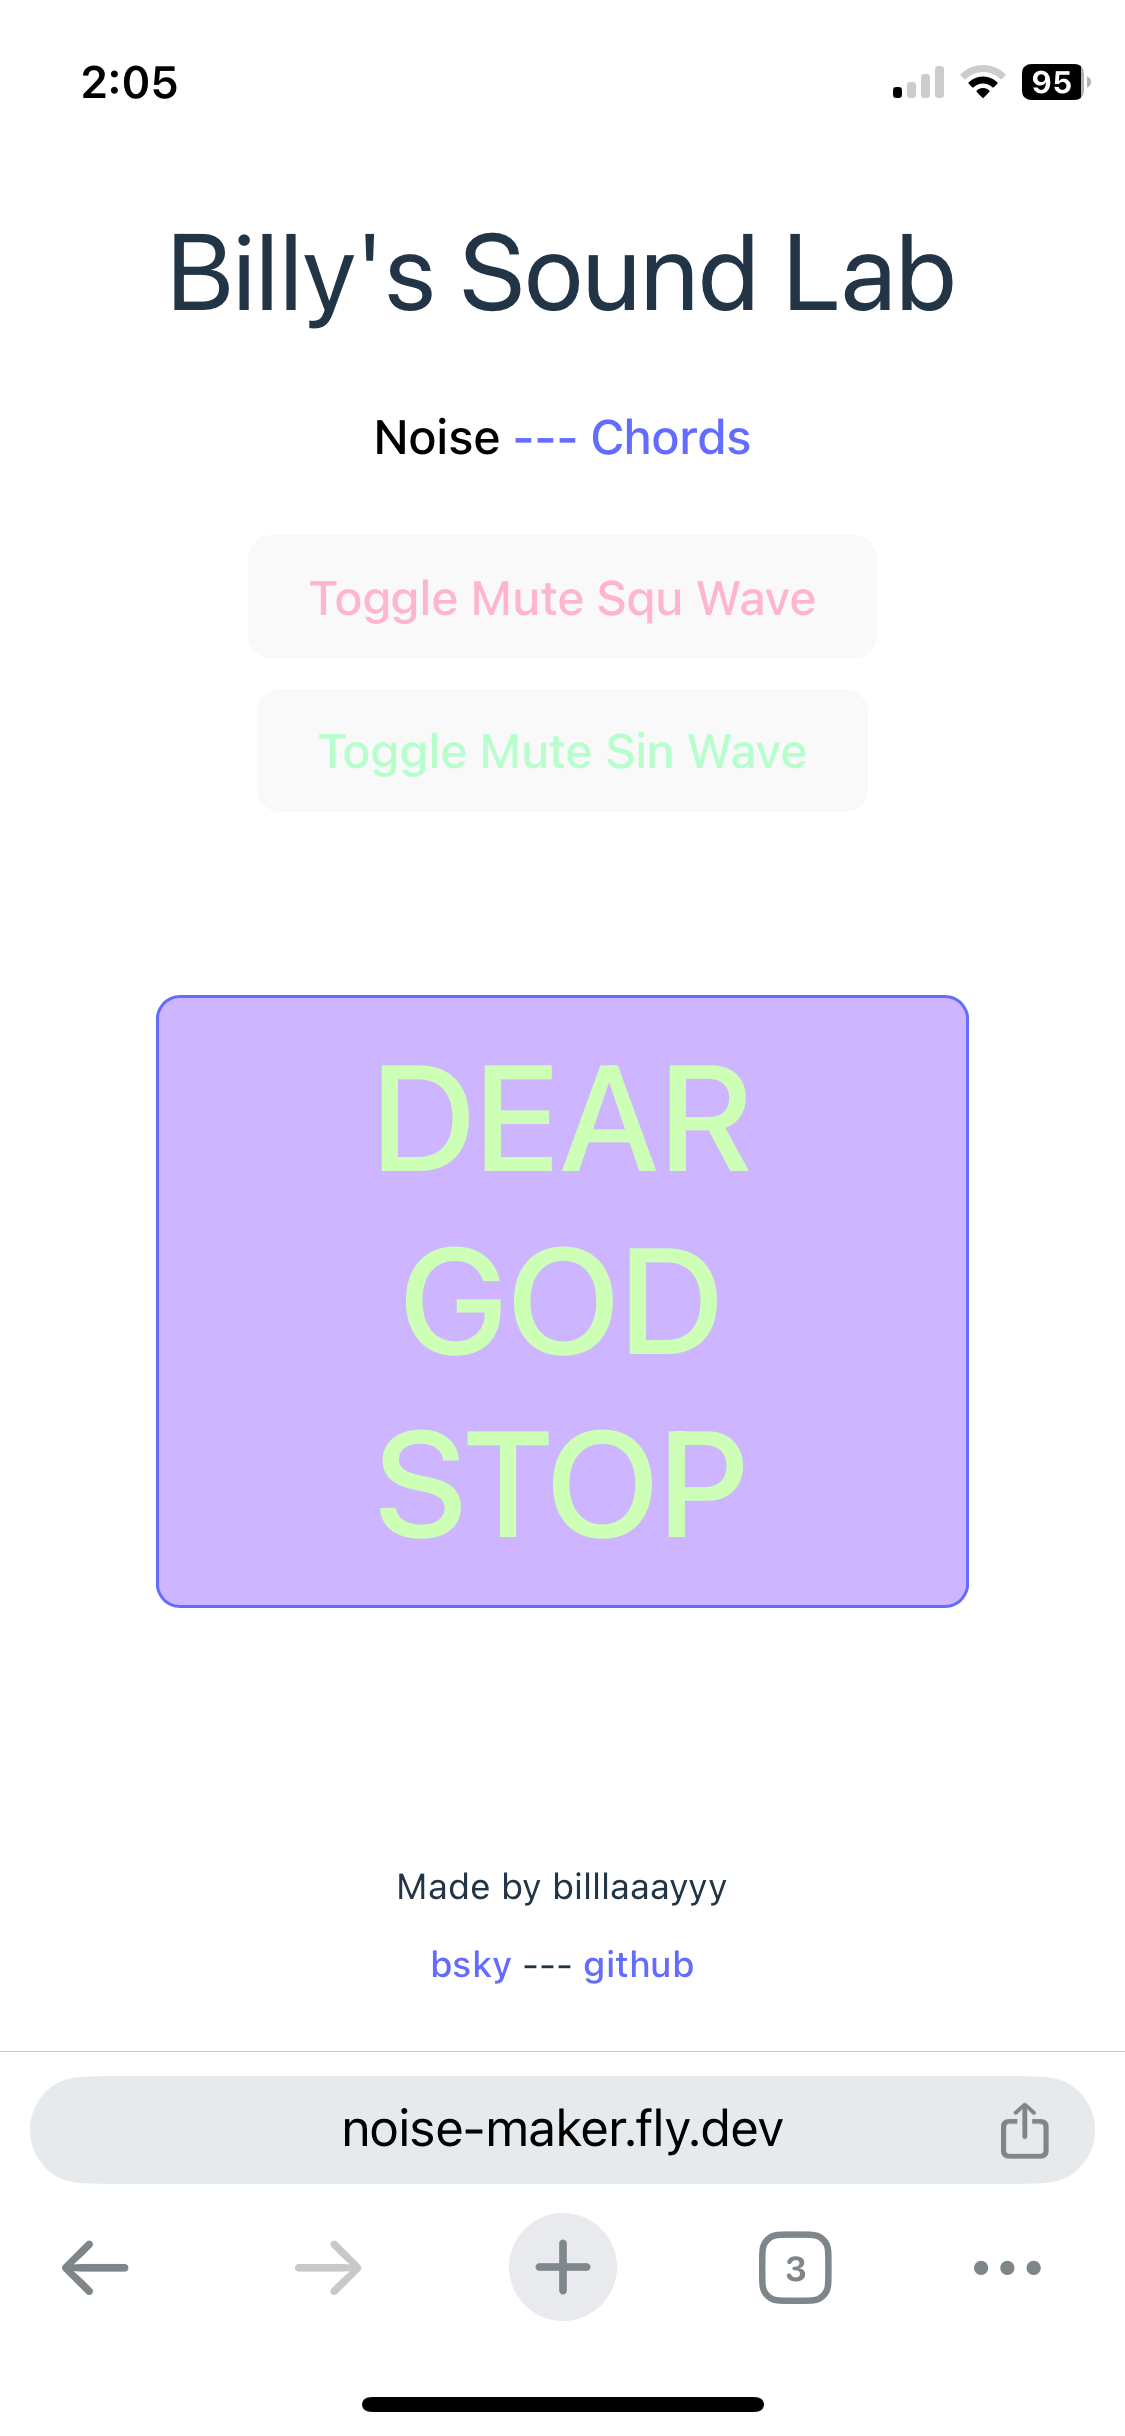 2:05
95
Billy's Sound Lab
Noise --- Chords
Toggle Mute Squ Wave
Toggle Mute Sin Wave
DEAR
GOD
STOP
Made by billlaaayyy
bsky --- github
noise-maker.fly.dev
3